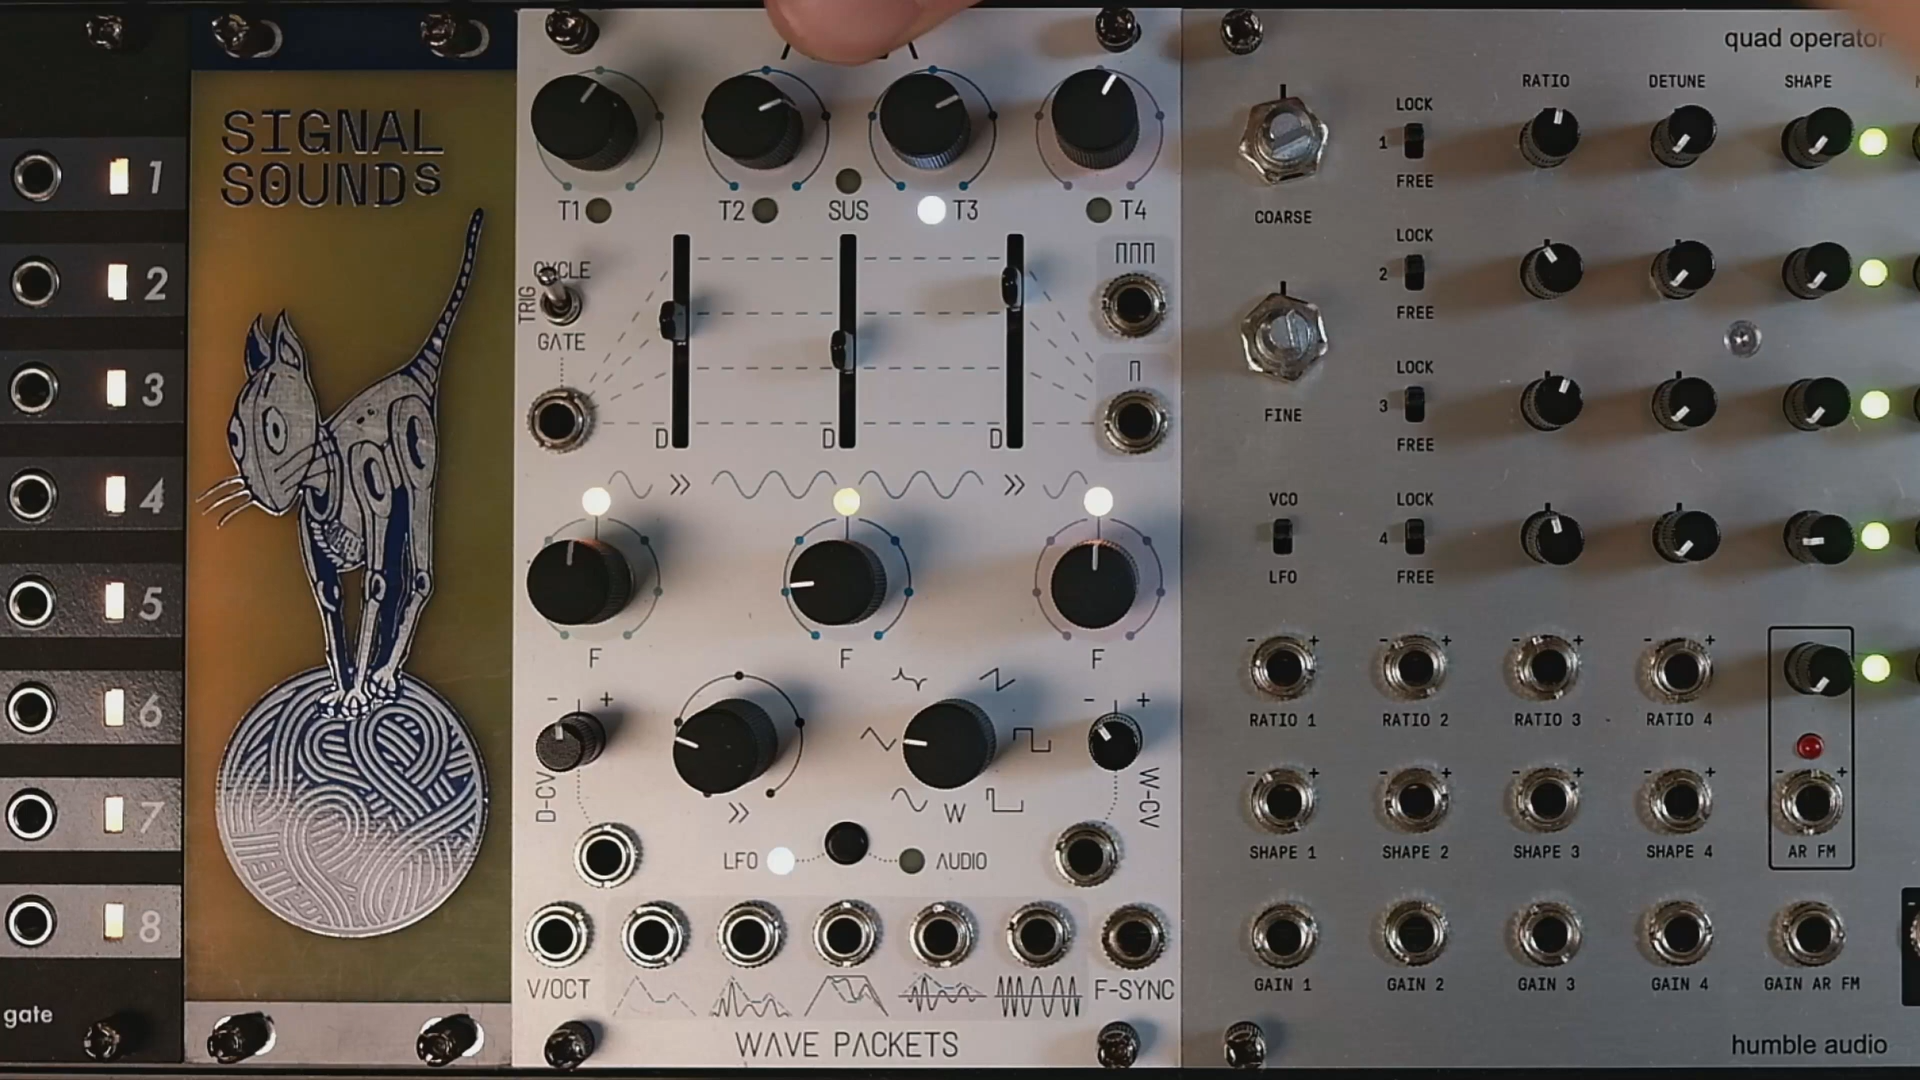 1
2
3
4
5
6
7
8
gate
SIGNAL
SOUNDS
T1
T2
SUS
T3
T4
CYCLE
TRIG
GATE
D
D
D
F
F
F
- +
- +
D-CV
W
W-CV
LFO
AUDIO
V/OCT
F-SYNC
WAVE PACKETS
quad operator
RATIO
DETUNE
SHAPE
COARSE
FINE
VCO
LFO
LOCK
1
FREE
LOCK
2
FREE
LOCK
3
FREE
LOCK
4
FREE
- +
- +
- +
- +
RATIO 1
RATIO 2
RATIO 3
RATIO 4
- +
- +
- +
- +
- +
SHAPE 1
SHAPE 2
SHAPE 3
SHAPE 4
AR FM
GAIN 1
GAIN 2
GAIN 3
GAIN 4
GAIN AR FM
humble audio